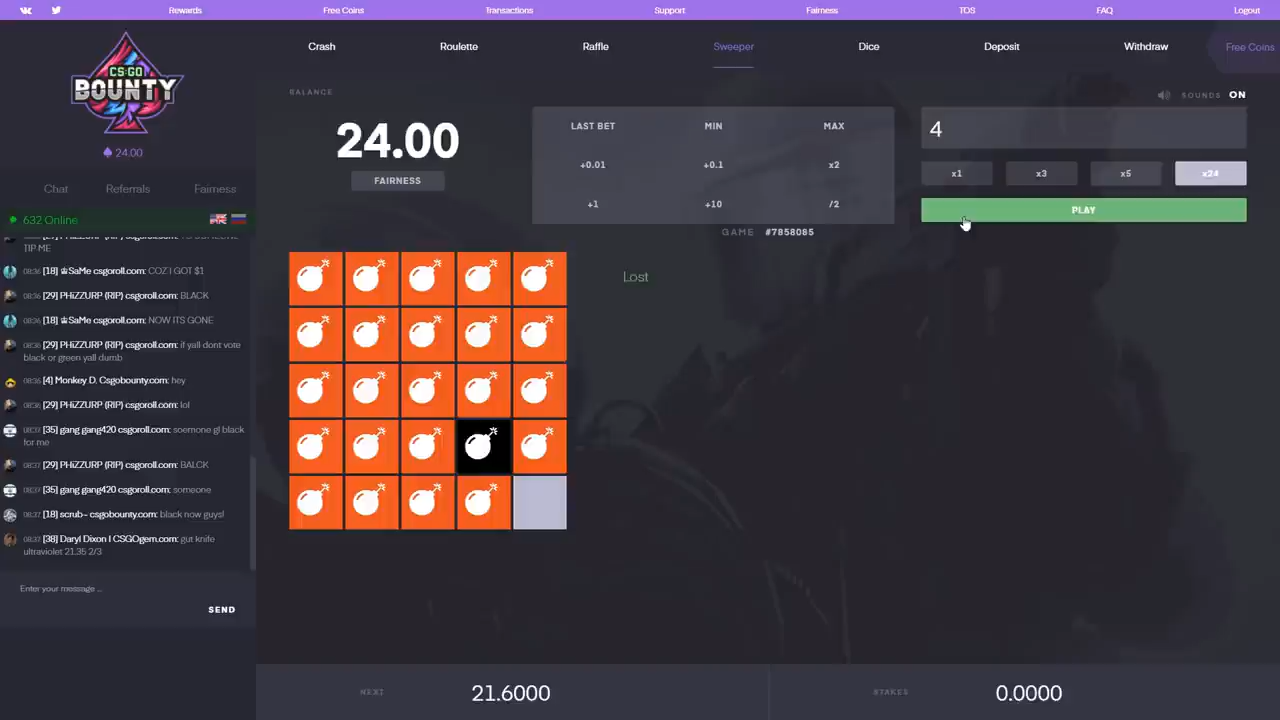 Rewards Free Coins Transactions Support Fairness TOS FAQ Logout
CS:GO
BOUNTY
24.00
Chat Referrals Fairness
632 Online
TIP ME
08:36 [18] ♛SaMe csgoroll.com: COZ I GOT $1
08:36 [29] PHiZZURP (RIP) csgoroll.com: BLACK
08:36 [18] ♛SaMe csgoroll.com: NOW ITS GONE
08:36 [29] PHiZZURP (RIP) csgoroll.com: if yall dont vote
black or green yall dumb
08:36 [4] Monkey D. Csgobounty.com: hey
08:36 [29] PHiZZURP (RIP) csgoroll.com: lol
08:37 [35] gang gang420 csgoroll.com: soemone gl black
for me
08:37 [29] PHiZZURP (RIP) csgoroll.com: BALCK
08:37 [35] gang gang420 csgoroll.com: someone
08:37 [18] scrub~ csgobounty.com: black now guys!
08:37 [38] Daryl Dixon I CSGOgem.com: gut knife
ultraviolet 21.35 2/3
Enter your message ...
SEND
Crash Roulette Raffle Sweeper Dice Deposit Withdraw Free Coins
BALANCE
24.00
FAIRNESS
LAST BET MIN MAX
+0.01 +0.1 x2
+1 +10 /2
SOUNDS ON
4
x1 x3 x5 x24
PLAY
GAME #7858085
Lost
NEXT 21.6000
STAKES 0.0000